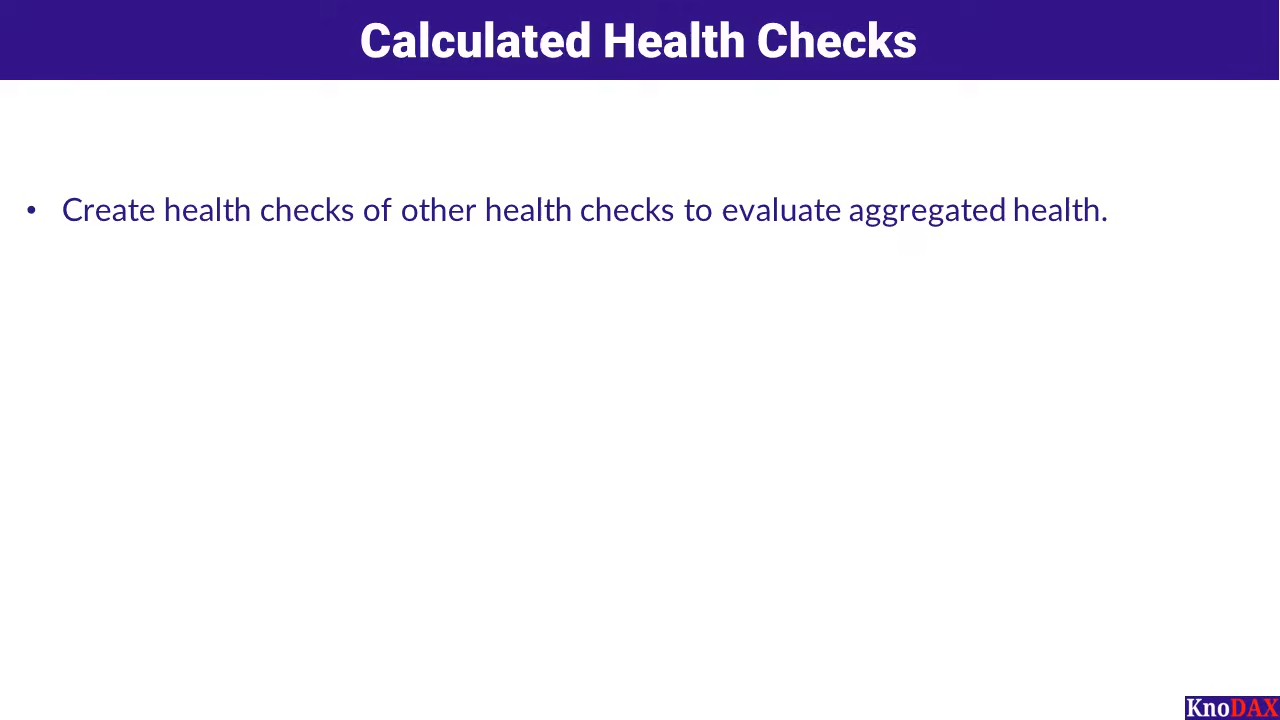 Calculated Health Checks
• Create health checks of other health checks to evaluate aggregated health.
KnoDAX